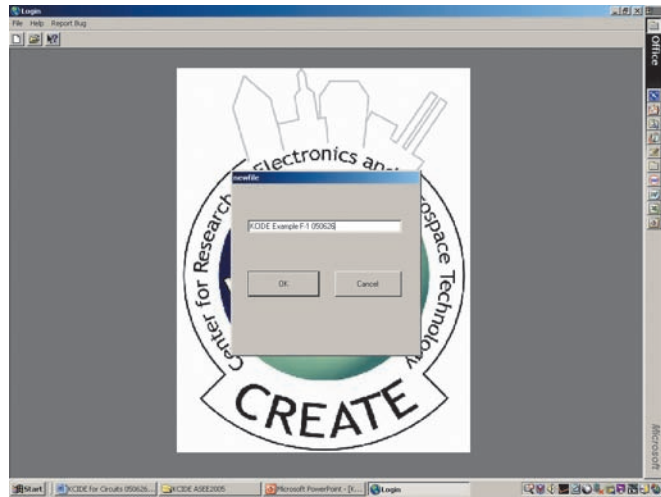 Login
File Help Report Bug
Office
Center for Research Electronics and Aerospace Technology
newfile
KCIDE Example F-1 050626
OK
Cancel
CREATE
Microsoft
Start
KCIDE for Circuits 050626...
KCIDE ASEE2005
Microsoft PowerPoint - [K...
Login